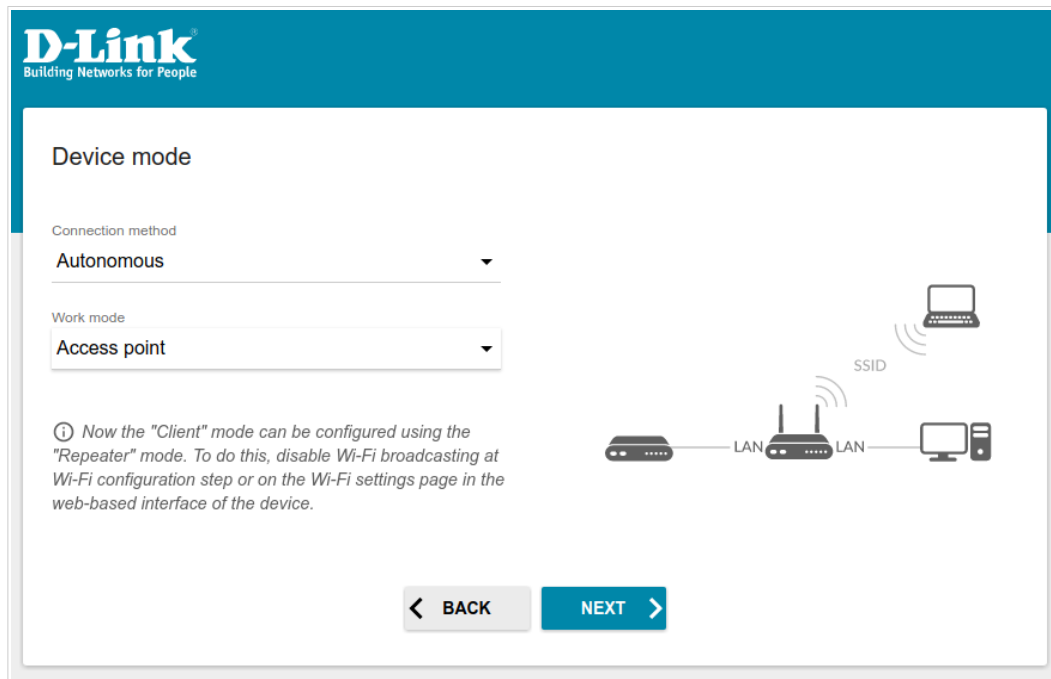 D-Link®
Building Networks for People
Device mode
Connection method
Autonomous
Work mode
Access point
Now the "Client" mode can be configured using the
"Repeater" mode. To do this, disable Wi-Fi broadcasting at
Wi-Fi configuration step or on the Wi-Fi settings page in the
web-based interface of the device.
SSID
LAN LAN
BACK NEXT